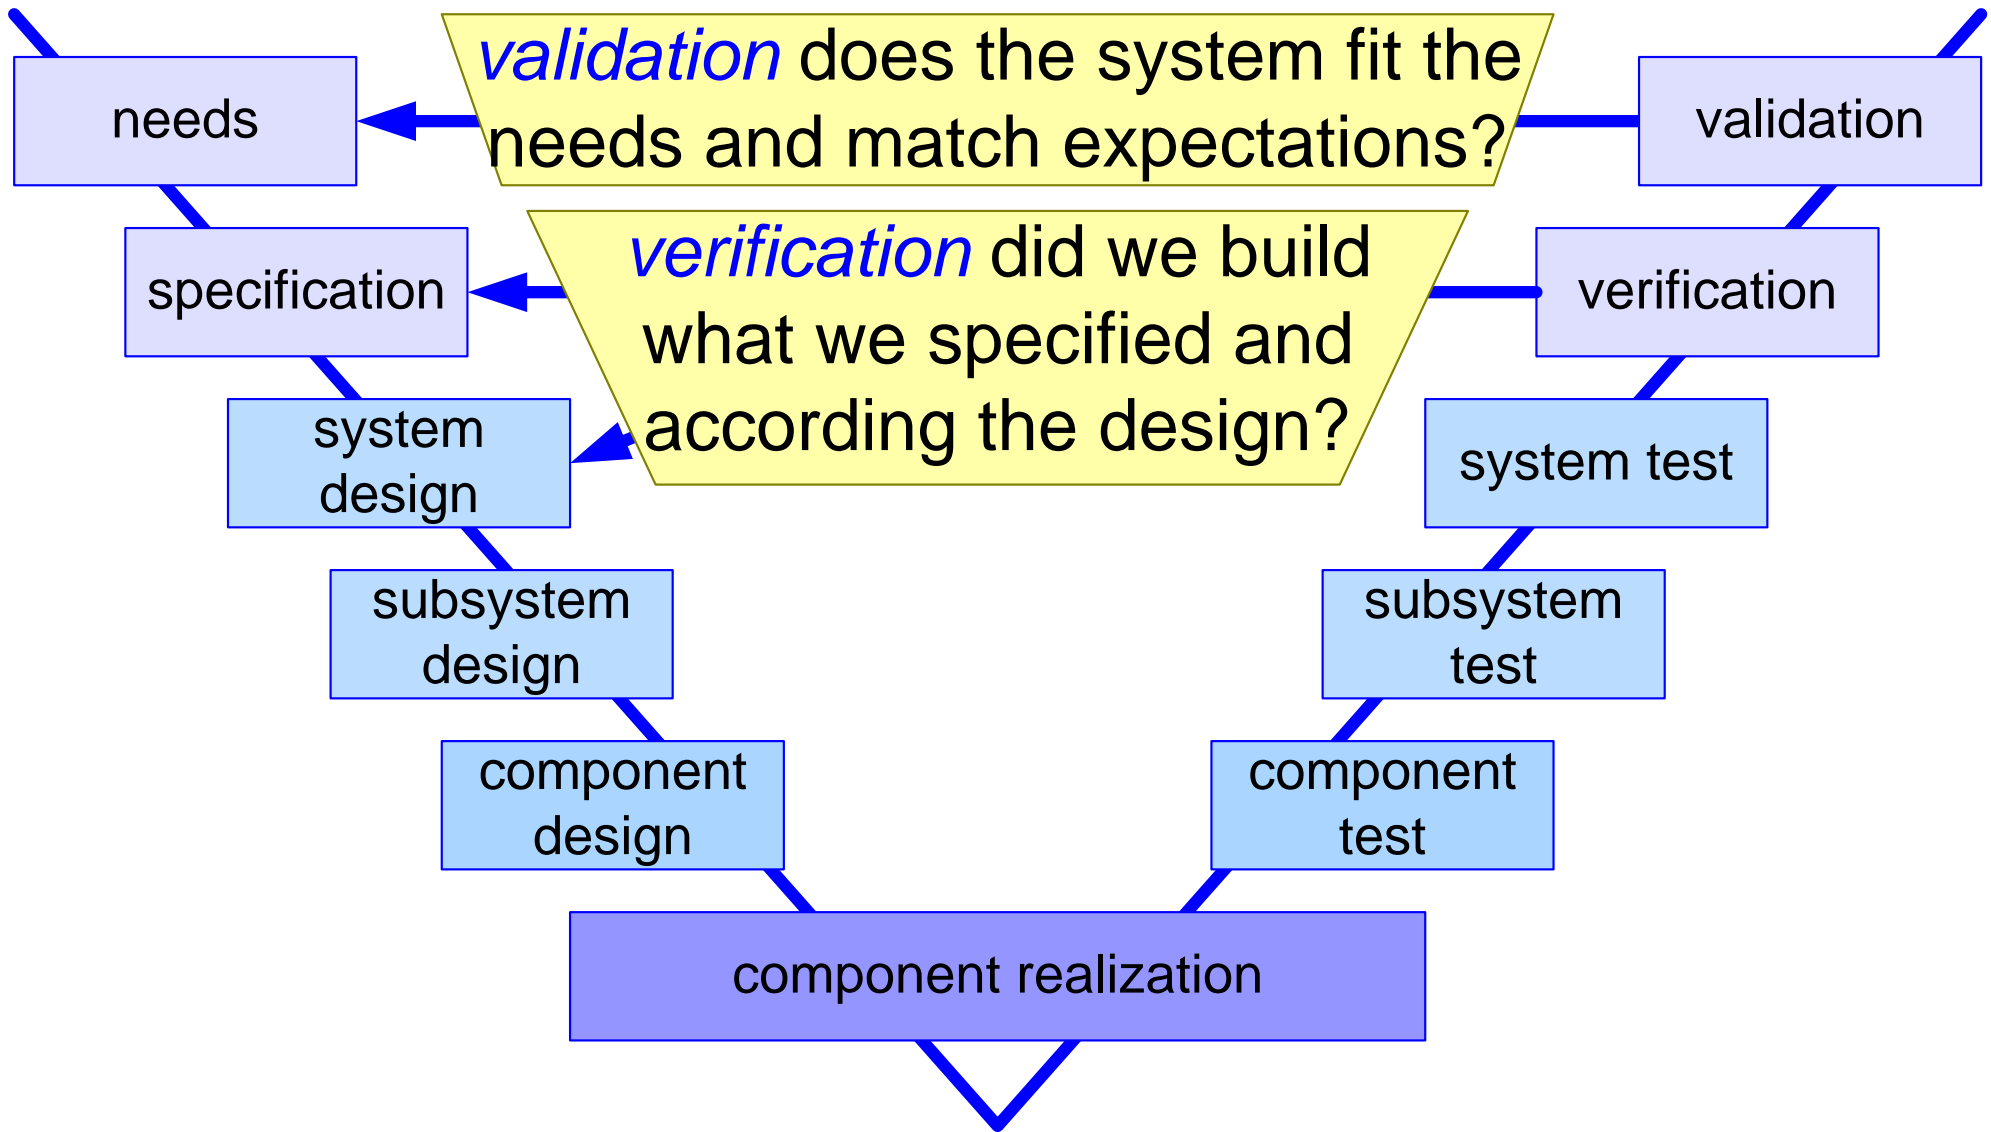 validation does the system fit the
needs and match expectations?
needs
validation
verification did we build
what we specified and
according the design?
specification
verification
system
design
system test
subsystem
design
subsystem
test
component
design
component
test
component realization